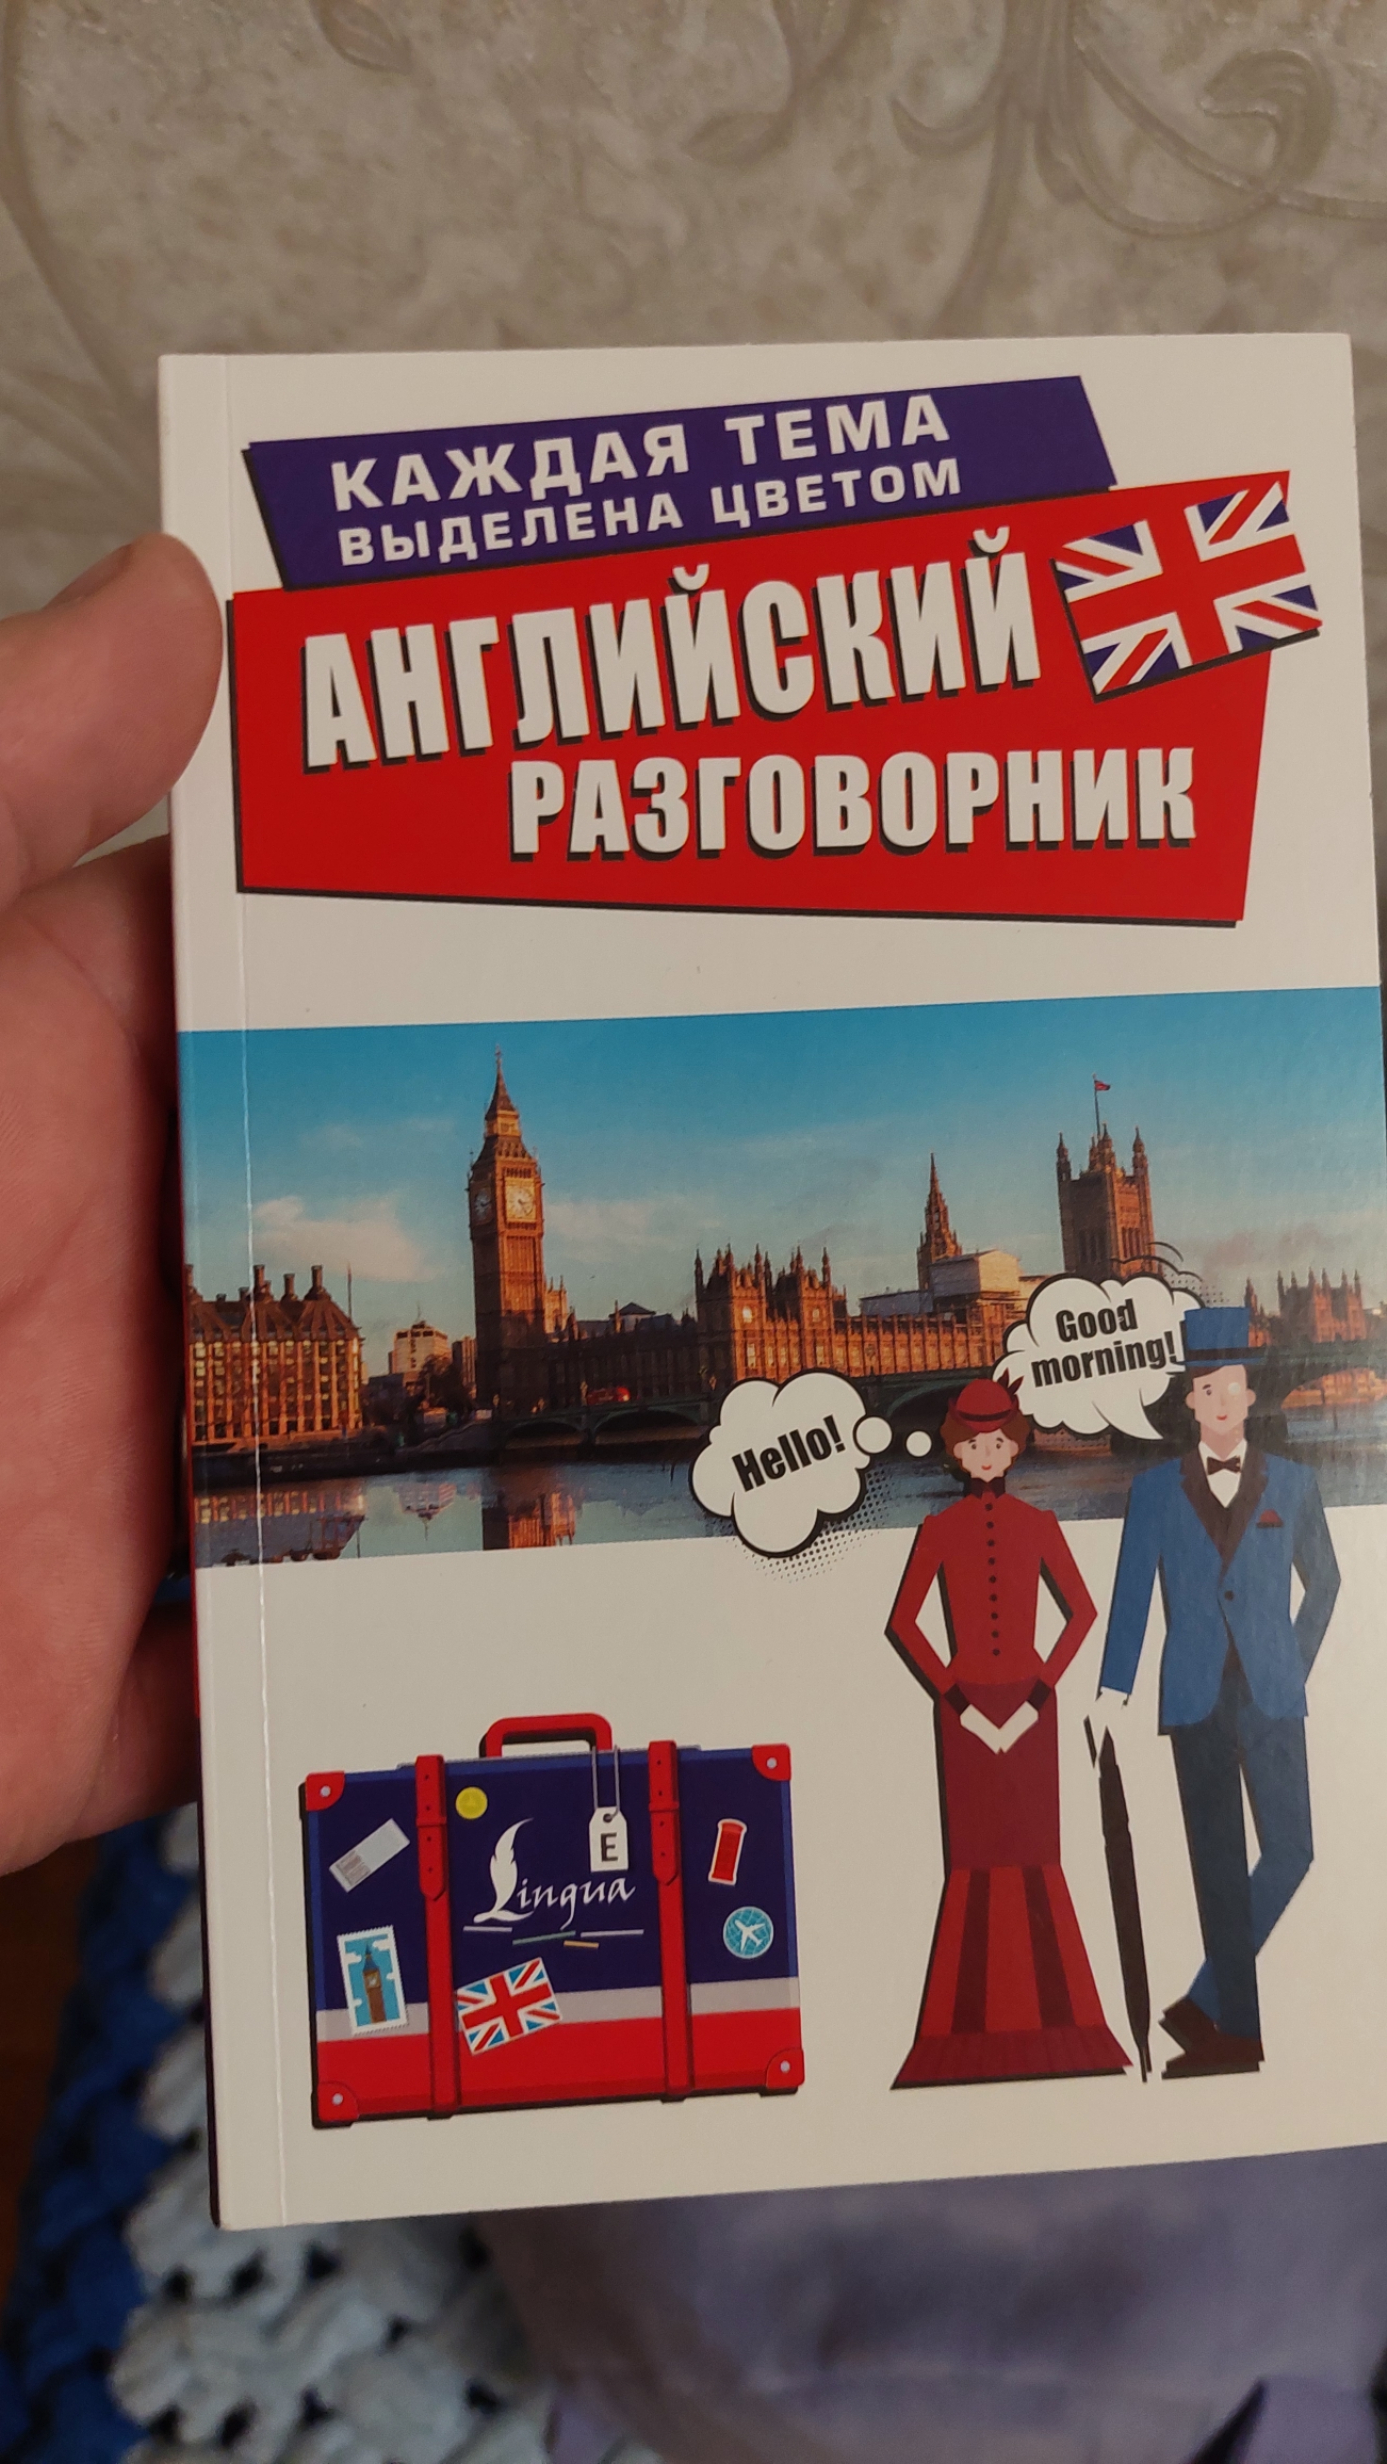 КАЖДАЯ ТЕМА
ВЫДЕЛЕНА ЦВЕТОМ
АНГЛИЙСКИЙ
РАЗГОВОРНИК
Good
morning!
Hello!
E
Lingua